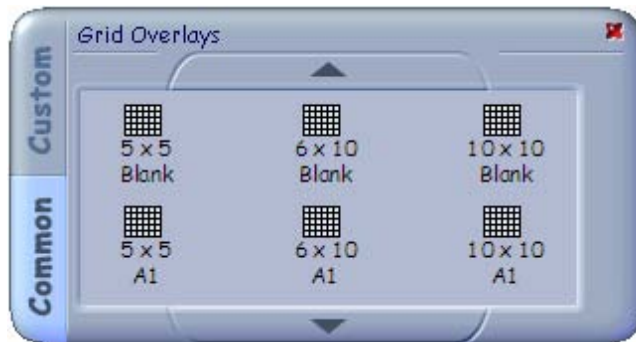 Grid Overlays
Custom
Common
5 x 5
Blank
6 x 10
Blank
10 x 10
Blank
5 x 5
A1
6 x 10
A1
10 x 10
A1